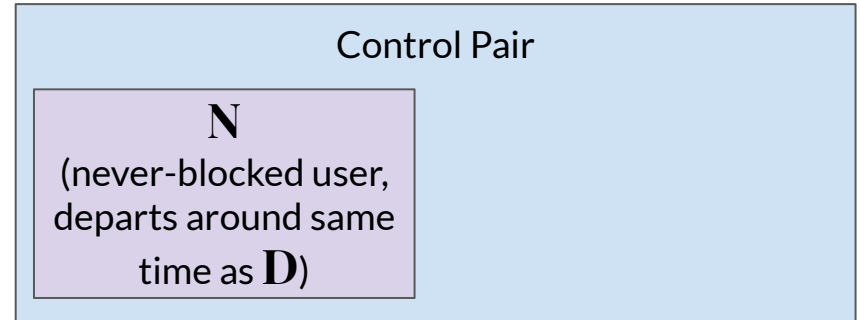 Control Pair
N
(never-blocked user,
departs around same
time as D)